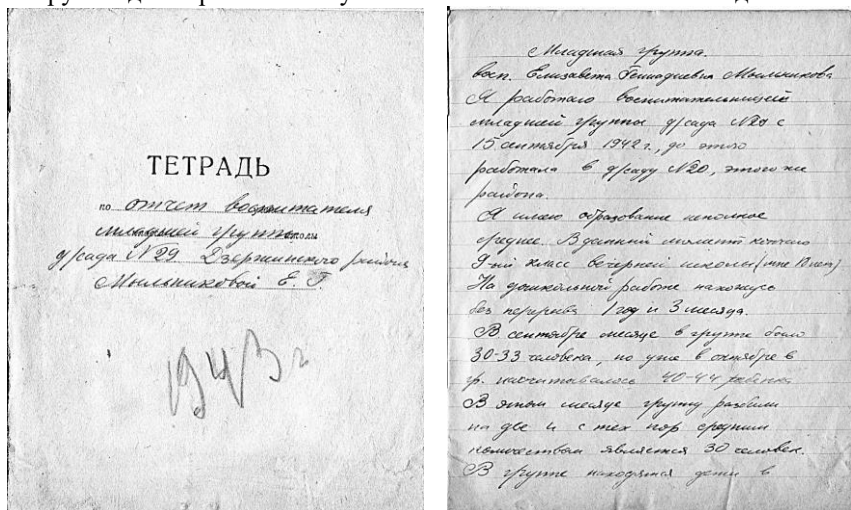 ТЕТРАДЬ
по отчет воспитателя
младшей группы школы
д/сада №29 Дзержинского района
Мыльниковой Е. Г.
1943 г
Младшая группа.
восп. Елизавета Геннадиевна Мыльникова
Я работаю воспитательницей
младшей группы д/сада с
15 сентября 1942 г., до этого
работала в д/саду №20, этого же
района.
Я имею образование неполное
среднее. В данный момент кончаю
9-ый класс вечерней школы (мне лет)
На дошкольной работе нахожусь
без перерыва 1 год и 3 месяца.
В сентябре месяце в группе было
30-33 человека, но уже в октябре в
гр. насчитывалось 40-44 ребенка
В этом месяце группу разбили
на две и с тех пор средним
количеством является 30 человек.
В группе находятся дети в